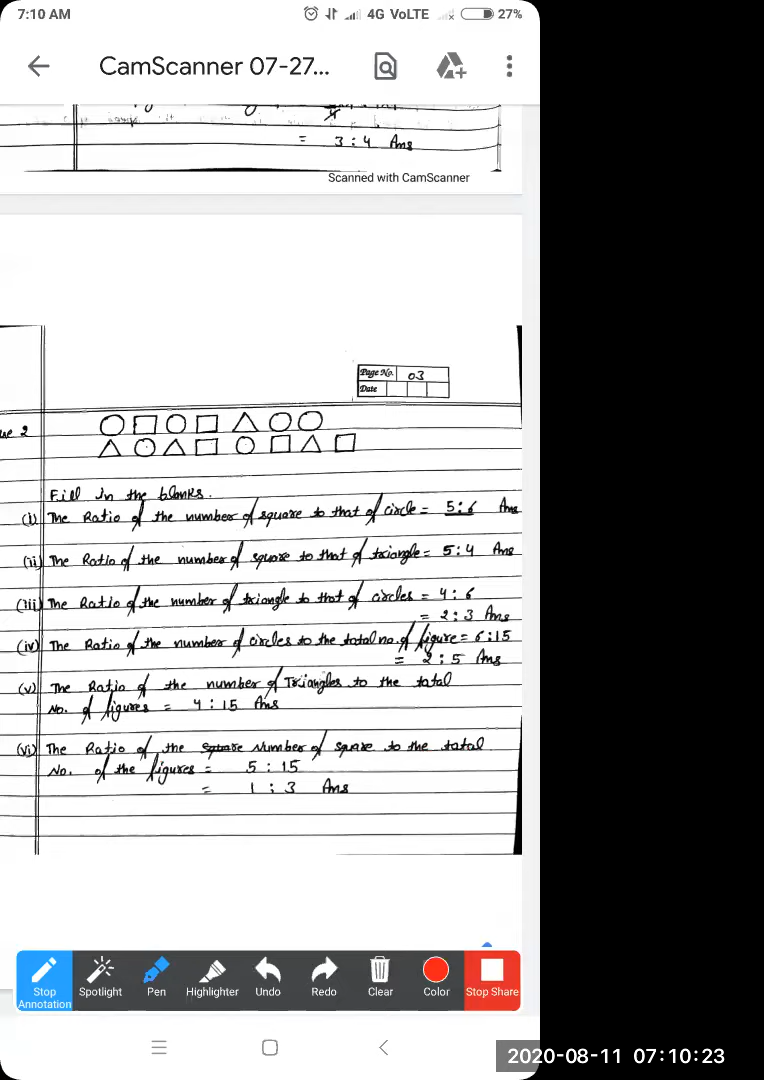 7:10 AM
4G VoLTE 27%
CamScanner 07-27...
= 3 : 4 Ans
Scanned with CamScanner
Page No. 03
Date
2
Fill in the blanks.
(i) The Ratio of the number of square to that of circle = 5:6 Ans
(ii) The Ratio of the number of square to that of triangle = 5:4 Ans
(iii) The Ratio of the number of triangle to that of circles = 4 : 6
= 2 : 3 Ans
(iv) The Ratio of the number of circles to the total no. of figure = 6:15
= 2 : 5 Ans
(v) The Ratio of the number of Triangles to the total
No. of figures = 4 : 15 Ans
(vi) The Ratio of the square Number of square to the total
No. of the figures = 5 : 15
= 1 : 3 Ans
Stop Annotation
Spotlight
Pen
Highlighter
Undo
Redo
Clear
Color
Stop Share
2020-08-11 07:10:23